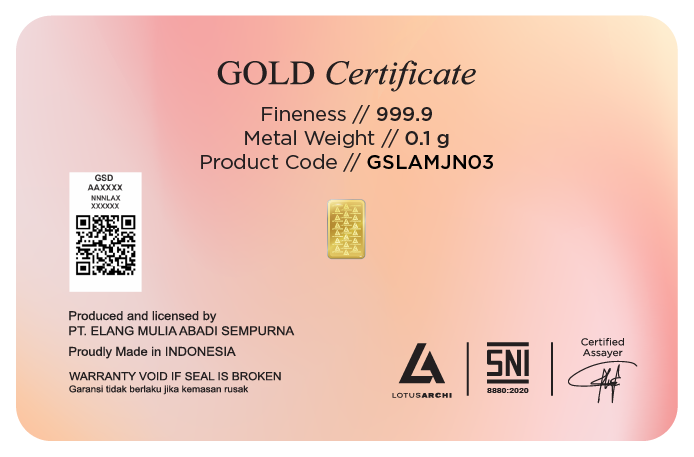 GOLD Certificate
Fineness // 999.9
Metal Weight // 0.1 g
Product Code // GSLAMJN03
GSD
AAXXXX
NNNLAX
XXXXXX
Produced and licensed by
PT. ELANG MULIA ABADI SEMPURNA
Proudly Made in INDONESIA
WARRANTY VOID IF SEAL IS BROKEN
Garansi tidak berlaku jika kemasan rusak
LOTUSARCHI
SNI
8880:2020
Certified
Assayer